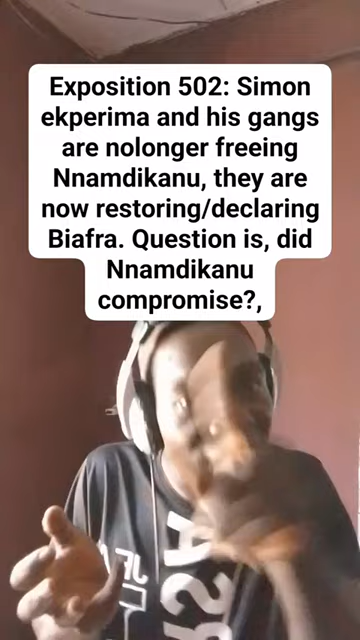 Exposition 502: Simon
ekperima and his gangs
are nolonger freeing
Nnamdikanu, they are
now restoring/declaring
Biafra. Question is, did
Nnamdikanu
compromise?,